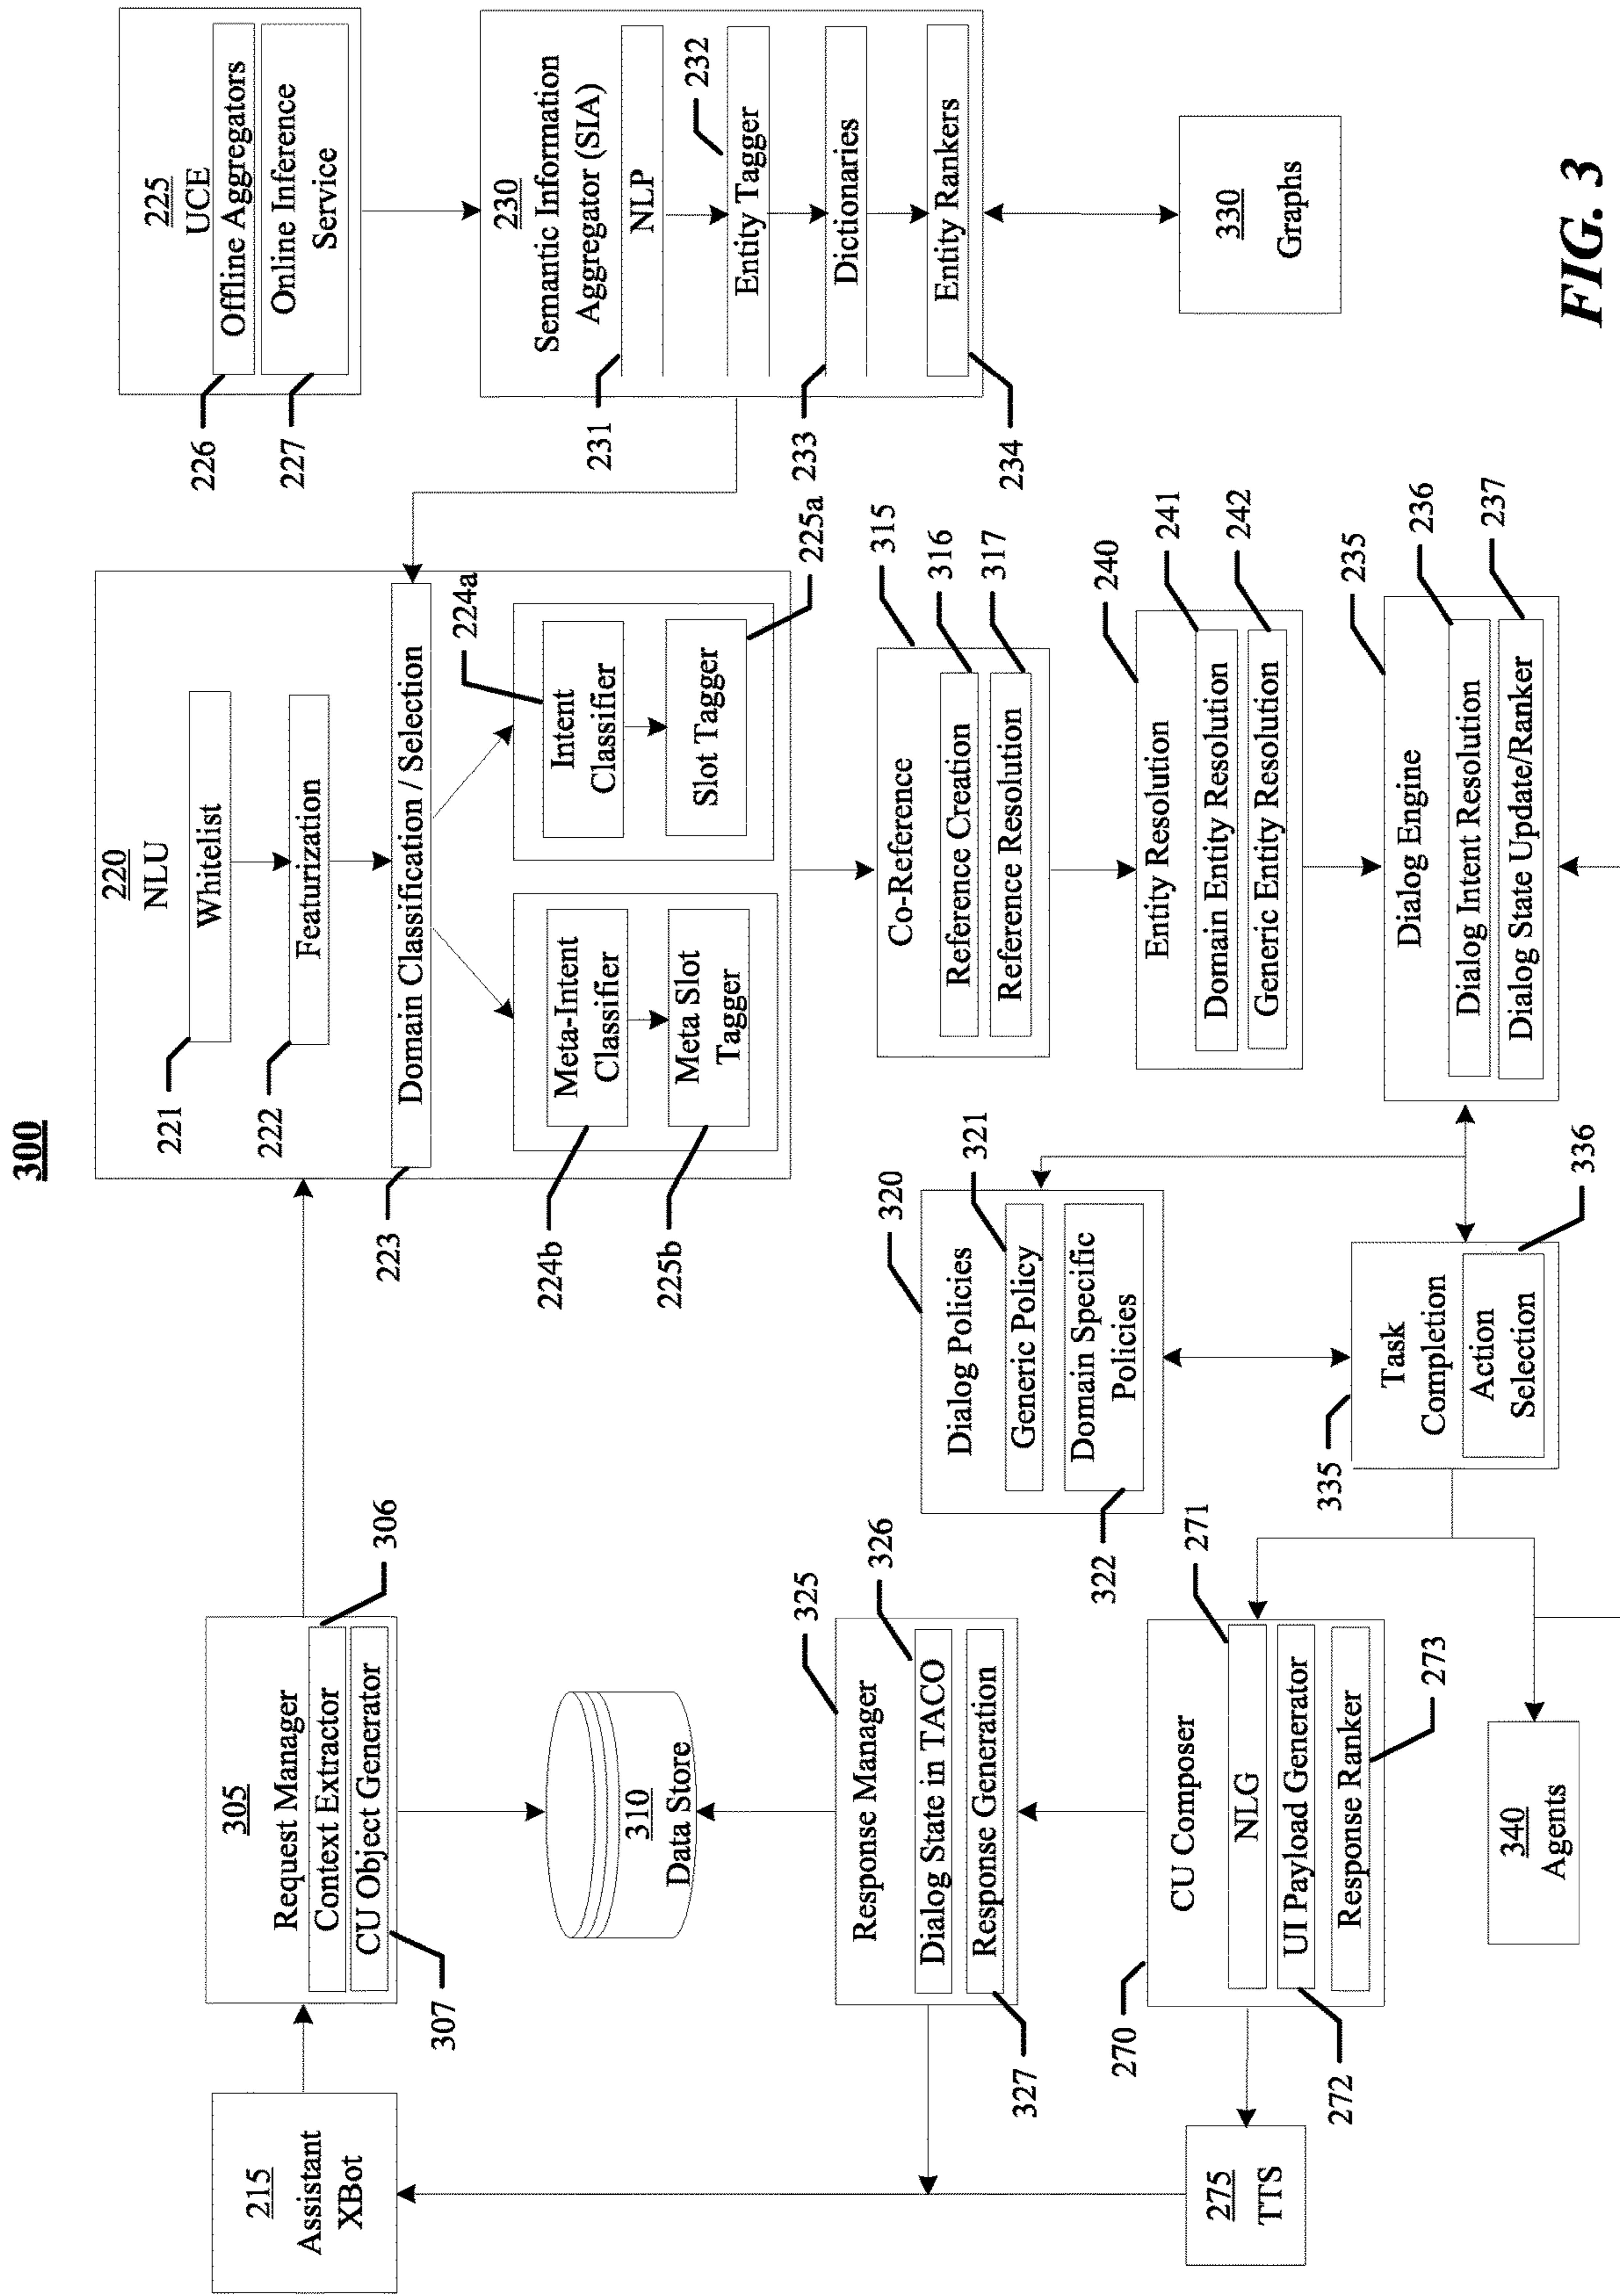 300
215
Assistant
XBot
305
Request Manager
Context Extractor
CU Object Generator
306
307
310
Data Store
220
NLU
Whitelist
221
Featurization
222
Domain Classification / Selection
223
Meta-Intent
Classifier
224b
Meta Slot
Tagger
225b
Intent
Classifier
224a
Slot Tagger
225a
225
UCE
Offline Aggregators
226
Online Inference
Service
227
230
Semantic Information
Aggregator (SIA)
NLP
231
Entity Tagger
232
Dictionaries
233
Entity Rankers
234
330
Graphs
Co-Reference
315
Reference Creation
316
Reference Resolution
317
Entity Resolution
240
Domain Entity Resolution
241
Generic Entity Resolution
242
Dialog Engine
235
Dialog Intent Resolution
236
Dialog State Update/Ranker
237
Dialog Policies
320
Generic Policy
321
Domain Specific
Policies
322
Task
Completion
335
Action
Selection
336
Response Manager
325
Dialog State in TACO
326
Response Generation
327
CU Composer
270
NLG
271
UI Payload Generator
272
Response Ranker
273
275
TTS
340
Agents
FIG. 3